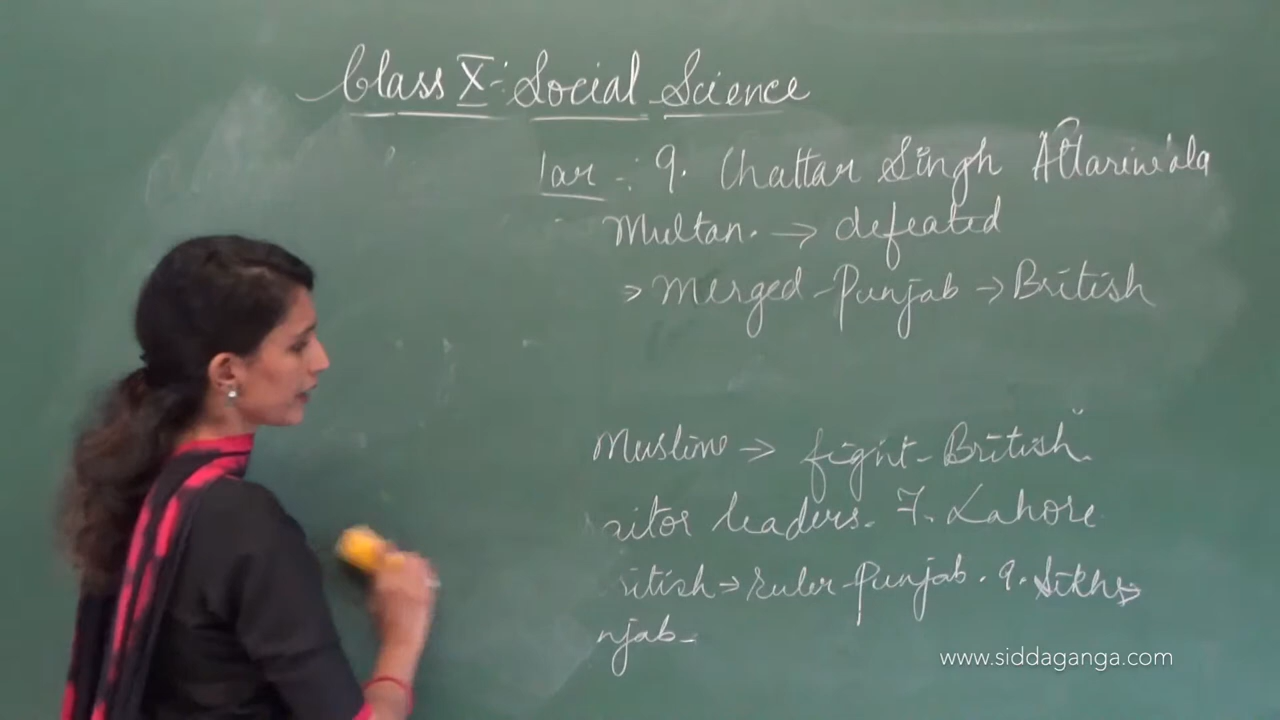 Class X :- Social Science
lar :- 9. Chattar Singh Attariwala
Multan. → defeated
→ merged - Punjab → British
Muslims → fight - British.
itor leaders. 7. Lahore
itish → ruler - Punjab. 9. Sikhs →
njab -
www.siddaganga.com